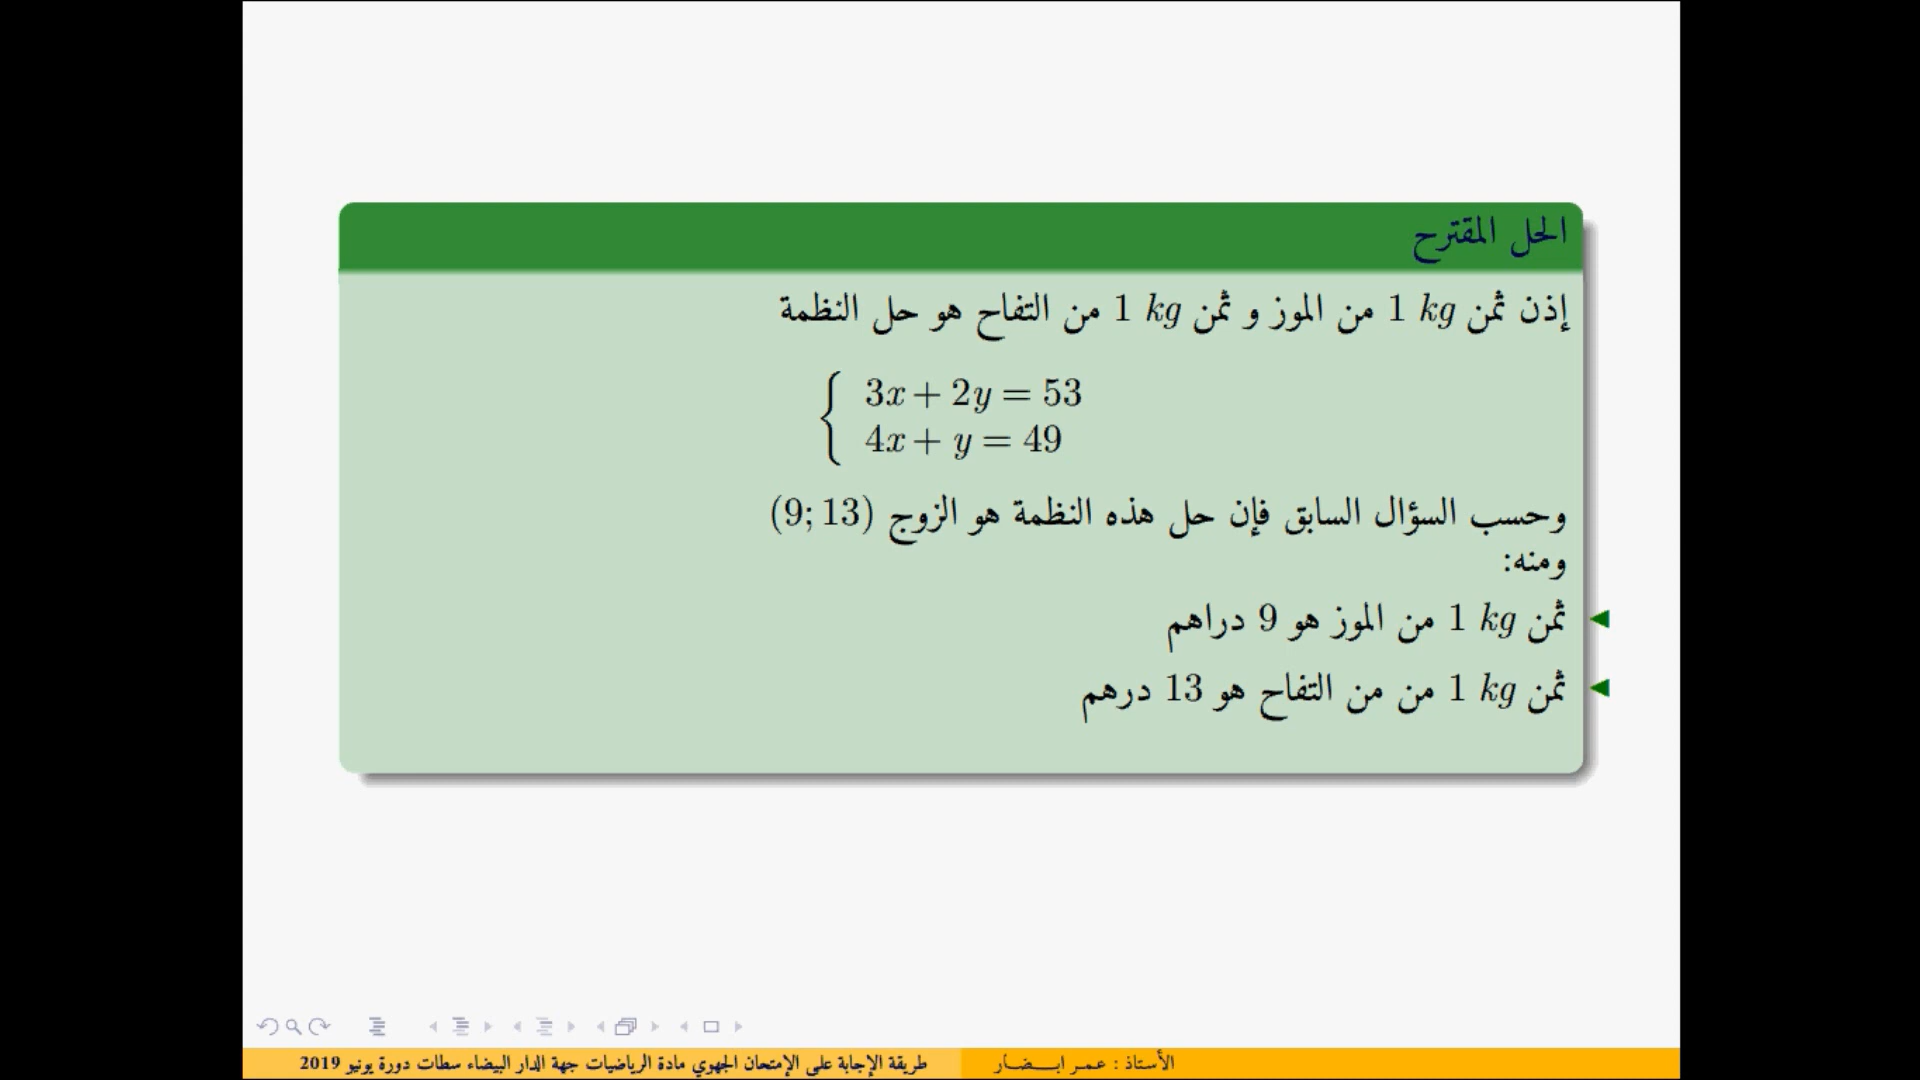 الحل المقترح
إذن ثمن 1 kg من الموز و ثمن 1 kg من التفاح هو حل النظمة
3x + 2y = 53
4x + y = 49
وحسب السؤال السابق فإن حل هذه النظمة هو الزوج (9; 13)
ومنه:
ثمن 1 kg من الموز هو 9 دراهم
ثمن 1 kg من من التفاح هو 13 درهم
الأستاذ : عـمـر ابـــضــار
طريقة الإجابة على الإمتحان الجهوي مادة الرياضيات جهة الدار البيضاء سطات دورة يونيو 2019